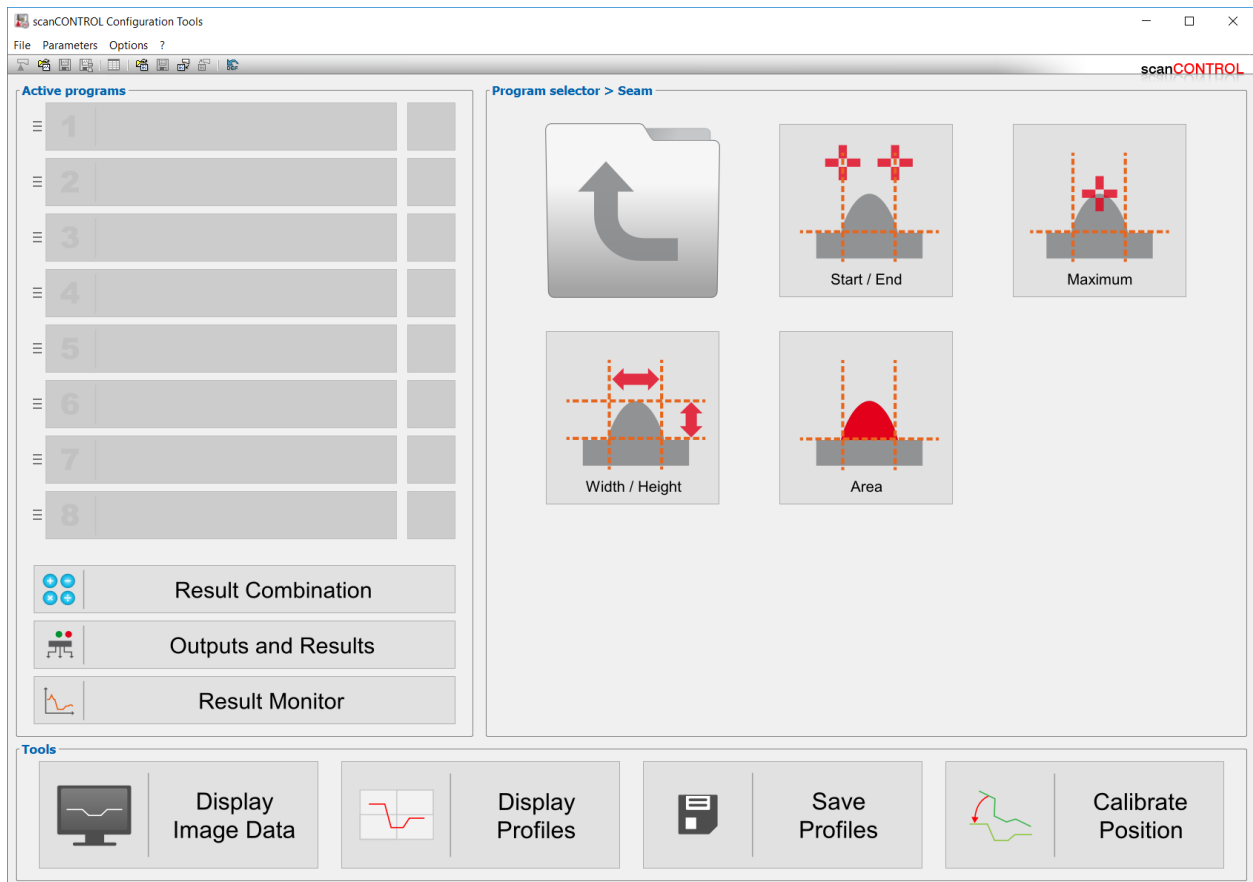 scanCONTROL Configuration Tools
File Parameters Options ?
scanCONTROL
Active programs
1
2
3
4
5
6
7
8
Result Combination
Outputs and Results
Result Monitor
Program selector > Seam
Start / End
Maximum
Width / Height
Area
Tools
Display
Image Data
Display
Profiles
Save
Profiles
Calibrate
Position